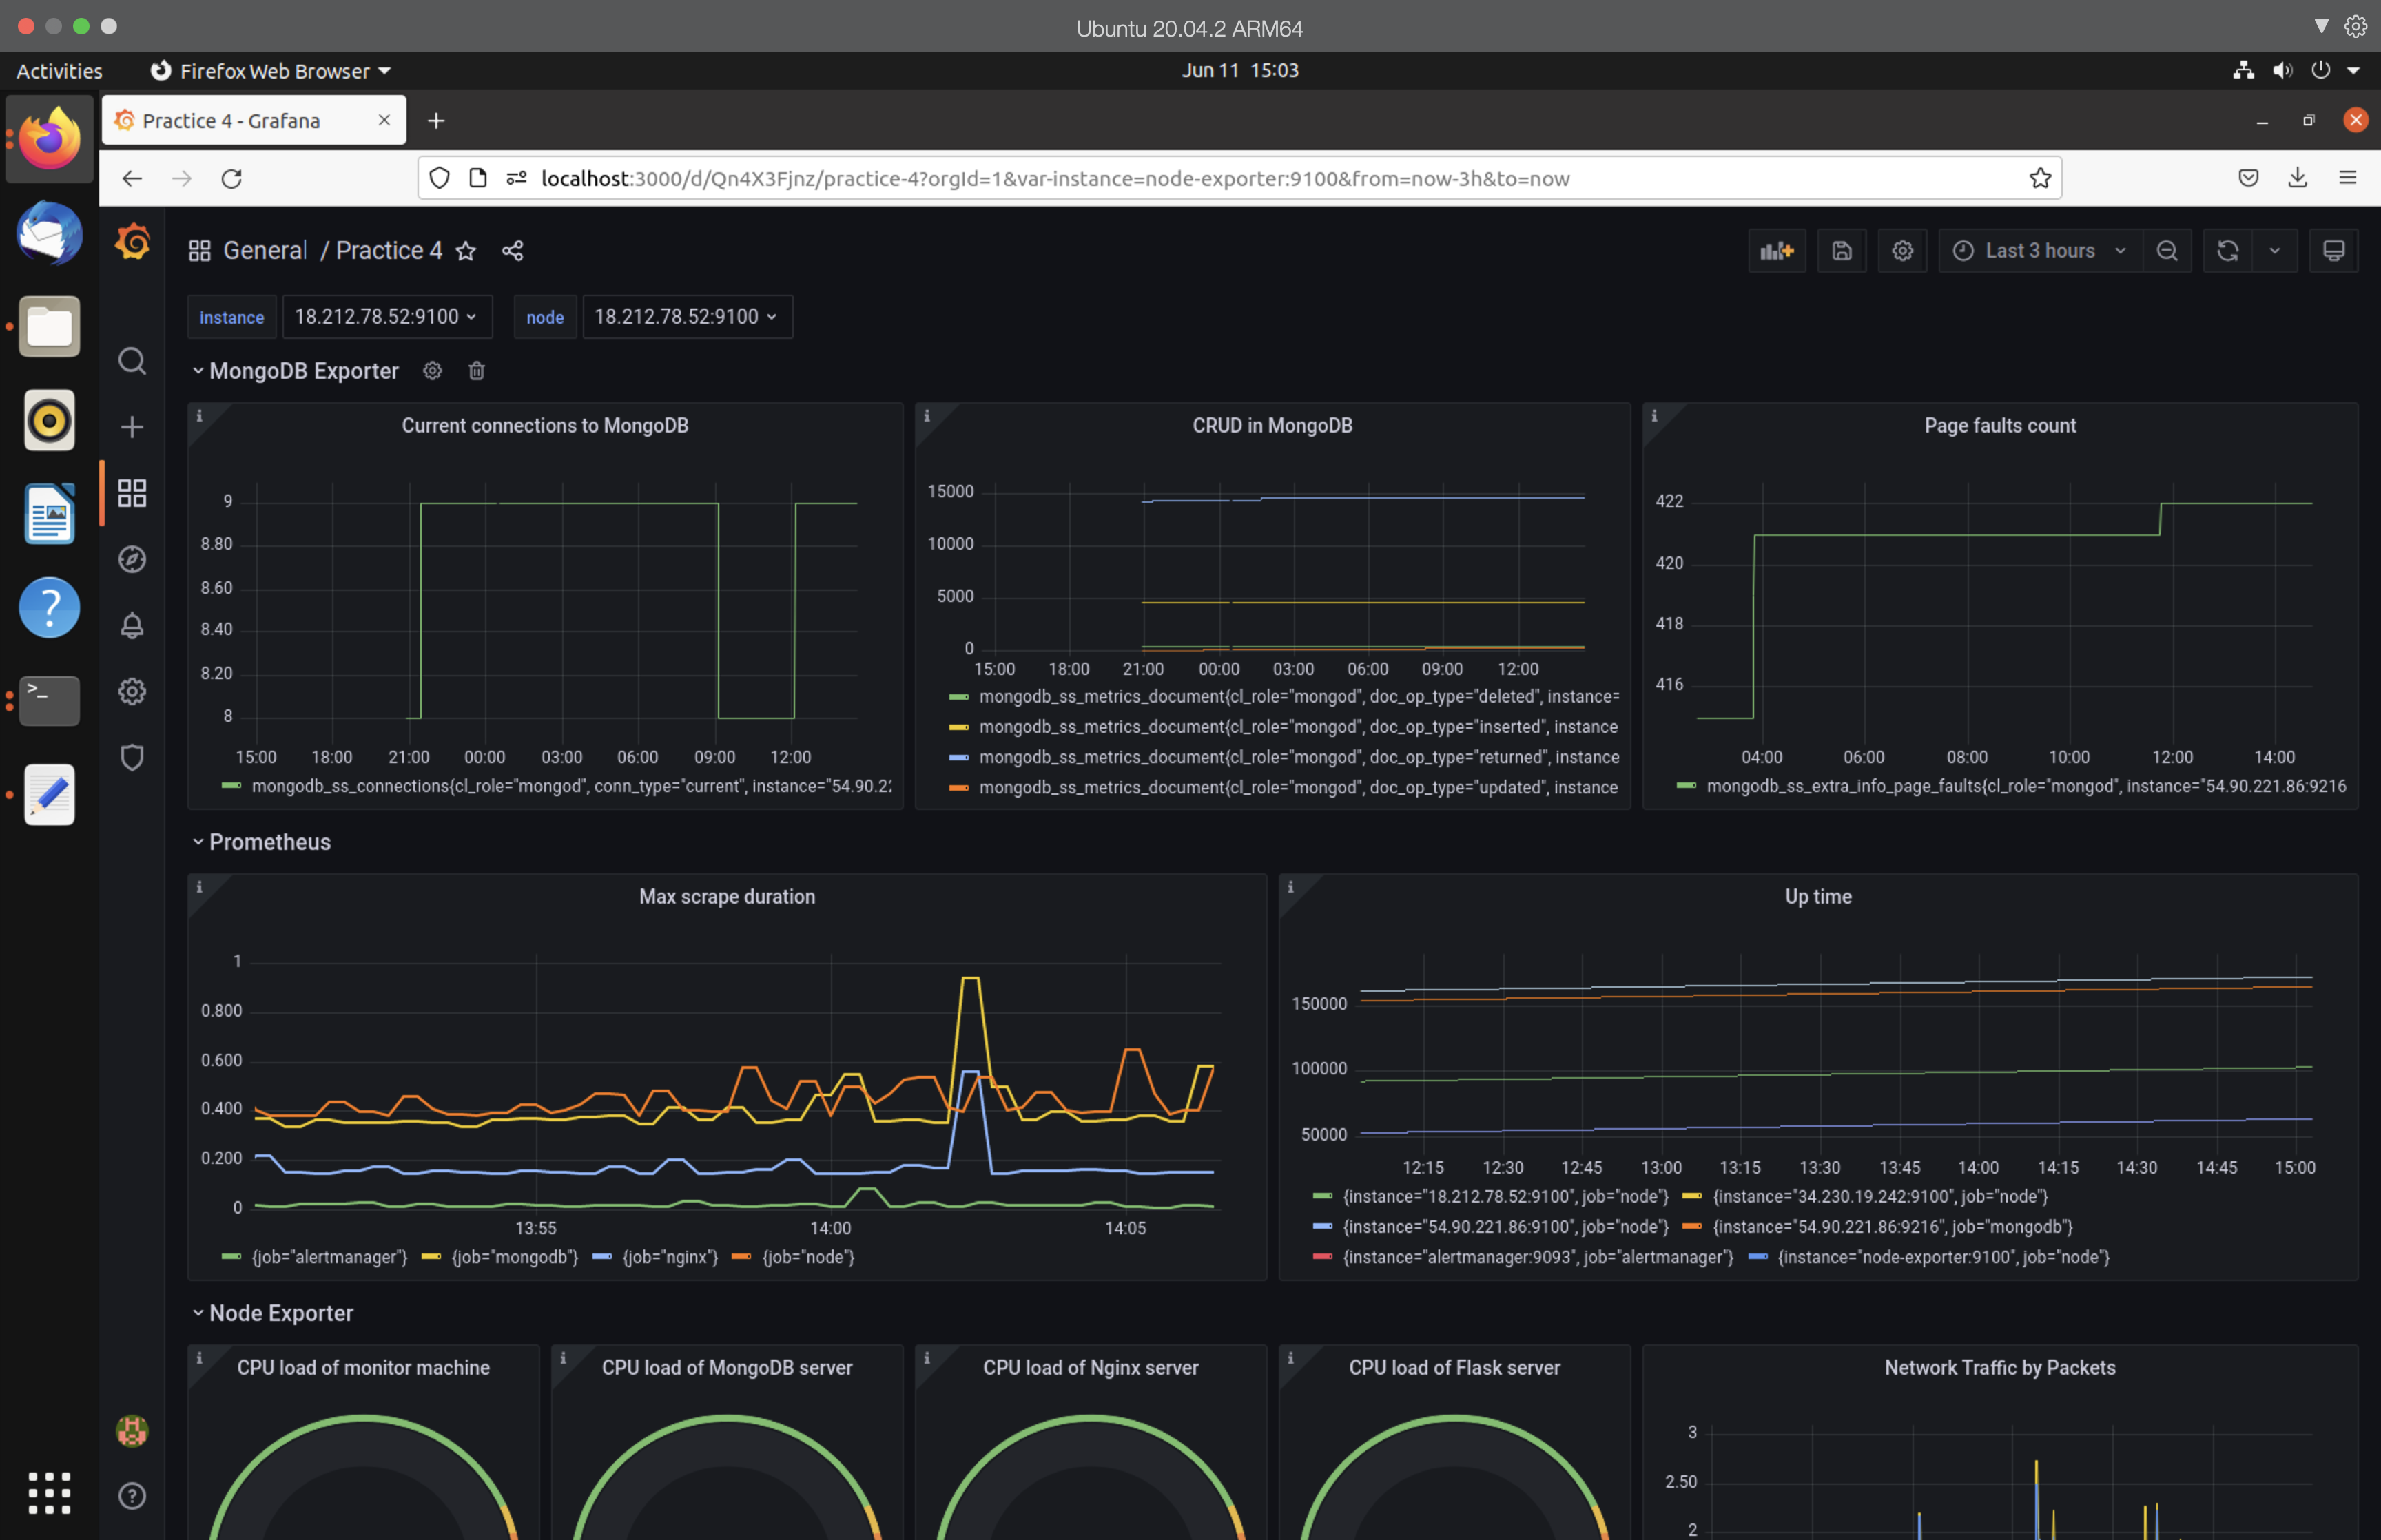 Ubuntu 20.04.2 ARM64
Activities Firefox Web Browser Jun 11 15:03
Practice 4 - Grafana
localhost:3000/d/Qn4X3Fjnz/practice-4?orgId=1&var-instance=node-exporter:9100&from=now-3h&to=now
General / Practice 4 Last 3 hours
instance 18.212.78.52:9100 node 18.212.78.52:9100
MongoDB Exporter
Current connections to MongoDB
9
8.80
8.60
8.40
8.20
8
15:00 18:00 21:00 00:00 03:00 06:00 09:00 12:00
mongodb_ss_connections{cl_role="mongod", conn_type="current", instance="54.90.2
CRUD in MongoDB
15000
10000
5000
0
15:00 18:00 21:00 00:00 03:00 06:00 09:00 12:00
mongodb_ss_metrics_document{cl_role="mongod", doc_op_type="deleted", instance=
mongodb_ss_metrics_document{cl_role="mongod", doc_op_type="inserted", instance
mongodb_ss_metrics_document{cl_role="mongod", doc_op_type="returned", instance
mongodb_ss_metrics_document{cl_role="mongod", doc_op_type="updated", instance
Page faults count
422
420
418
416
04:00 06:00 08:00 10:00 12:00 14:00
mongodb_ss_extra_info_page_faults{cl_role="mongod", instance="54.90.221.86:9216
Prometheus
Max scrape duration
1
0.800
0.600
0.400
0.200
0
13:55 14:00 14:05
{job="alertmanager"} {job="mongodb"} {job="nginx"} {job="node"}
Up time
150000
100000
50000
12:15 12:30 12:45 13:00 13:15 13:30 13:45 14:00 14:15 14:30 14:45 15:00
{instance="18.212.78.52:9100", job="node"} {instance="34.230.19.242:9100", job="node"}
{instance="54.90.221.86:9100", job="node"} {instance="54.90.221.86:9216", job="mongodb"}
{instance="alertmanager:9093", job="alertmanager"} {instance="node-exporter:9100", job="node"}
Node Exporter
CPU load of monitor machine
CPU load of MongoDB server
CPU load of Nginx server
CPU load of Flask server
Network Traffic by Packets
3
2.50
2